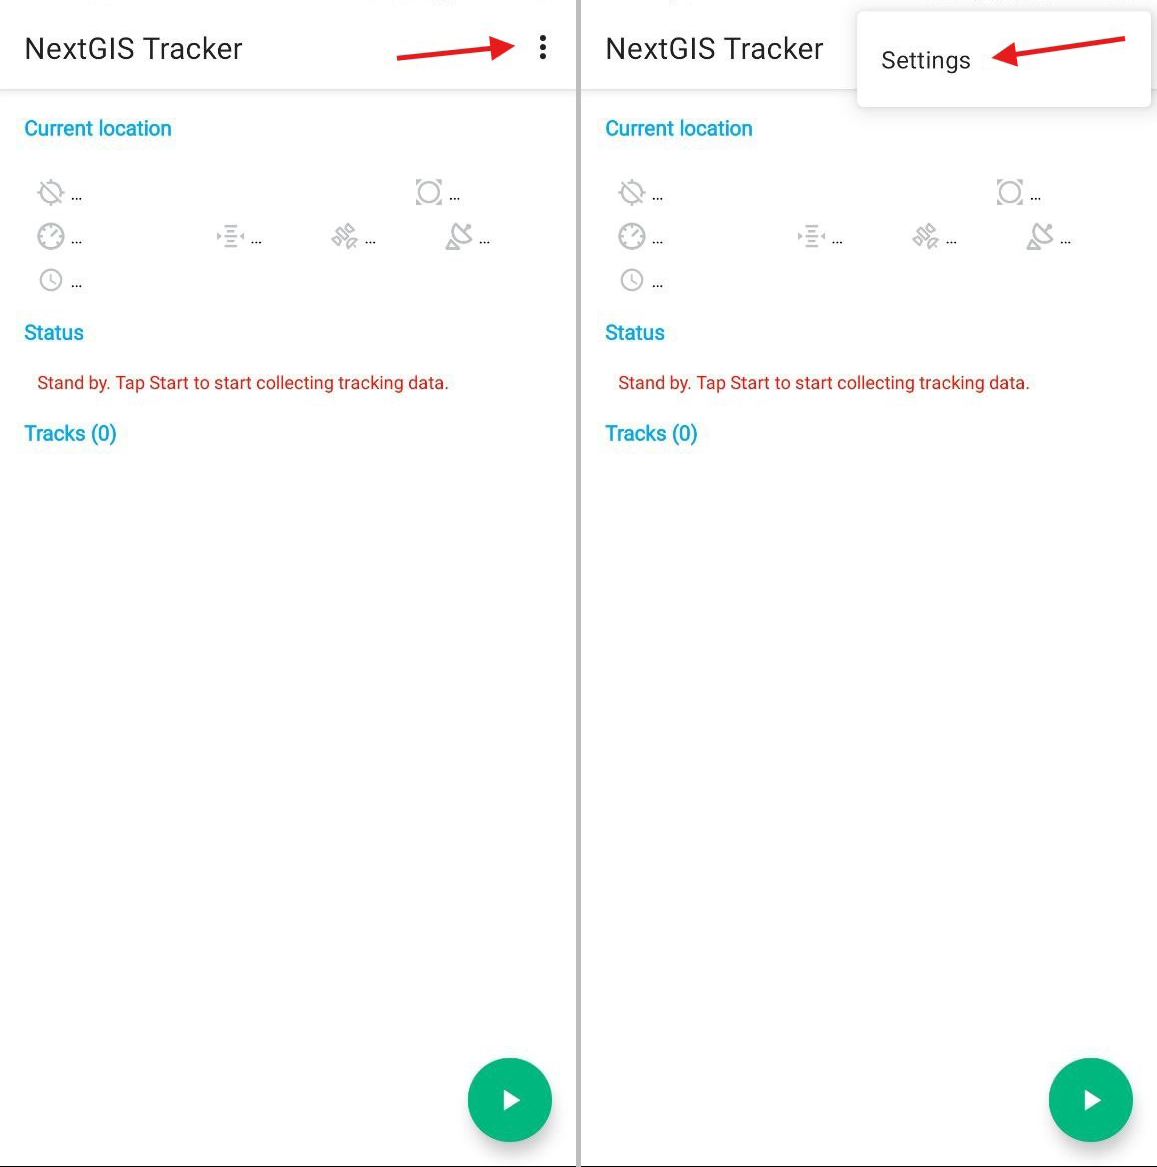 NextGIS Tracker
Current location
... ...
... ... ... ...
...
Status
Stand by. Tap Start to start collecting tracking data.
Tracks (0)
NextGIS Tracker
Settings
Current location
... ...
... ... ... ...
...
Status
Stand by. Tap Start to start collecting tracking data.
Tracks (0)